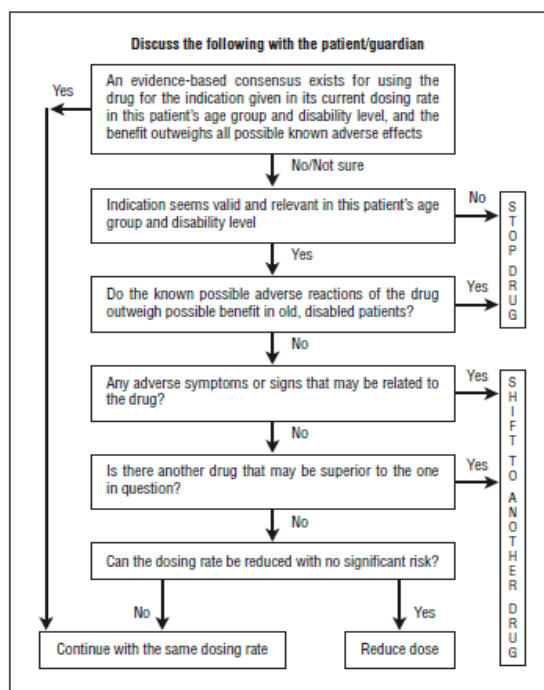 Discuss the following with the patient/guardian
Yes
An evidence-based consensus exists for using the
drug for the indication given in its current dosing rate
in this patient's age group and disability level, and the
benefit outweighs all possible known adverse effects
No/Not sure
Indication seems valid and relevant in this patient's age
group and disability level
No
STOP DRUG
Yes
Do the known possible adverse reactions of the drug
outweigh possible benefit in old, disabled patients?
Yes
No
Any adverse symptoms or signs that may be related to
the drug?
Yes
SHIFT TO ANOTHER DRUG
No
Is there another drug that may be superior to the one
in question?
Yes
No
Can the dosing rate be reduced with no significant risk?
No
Yes
Continue with the same dosing rate
Reduce dose